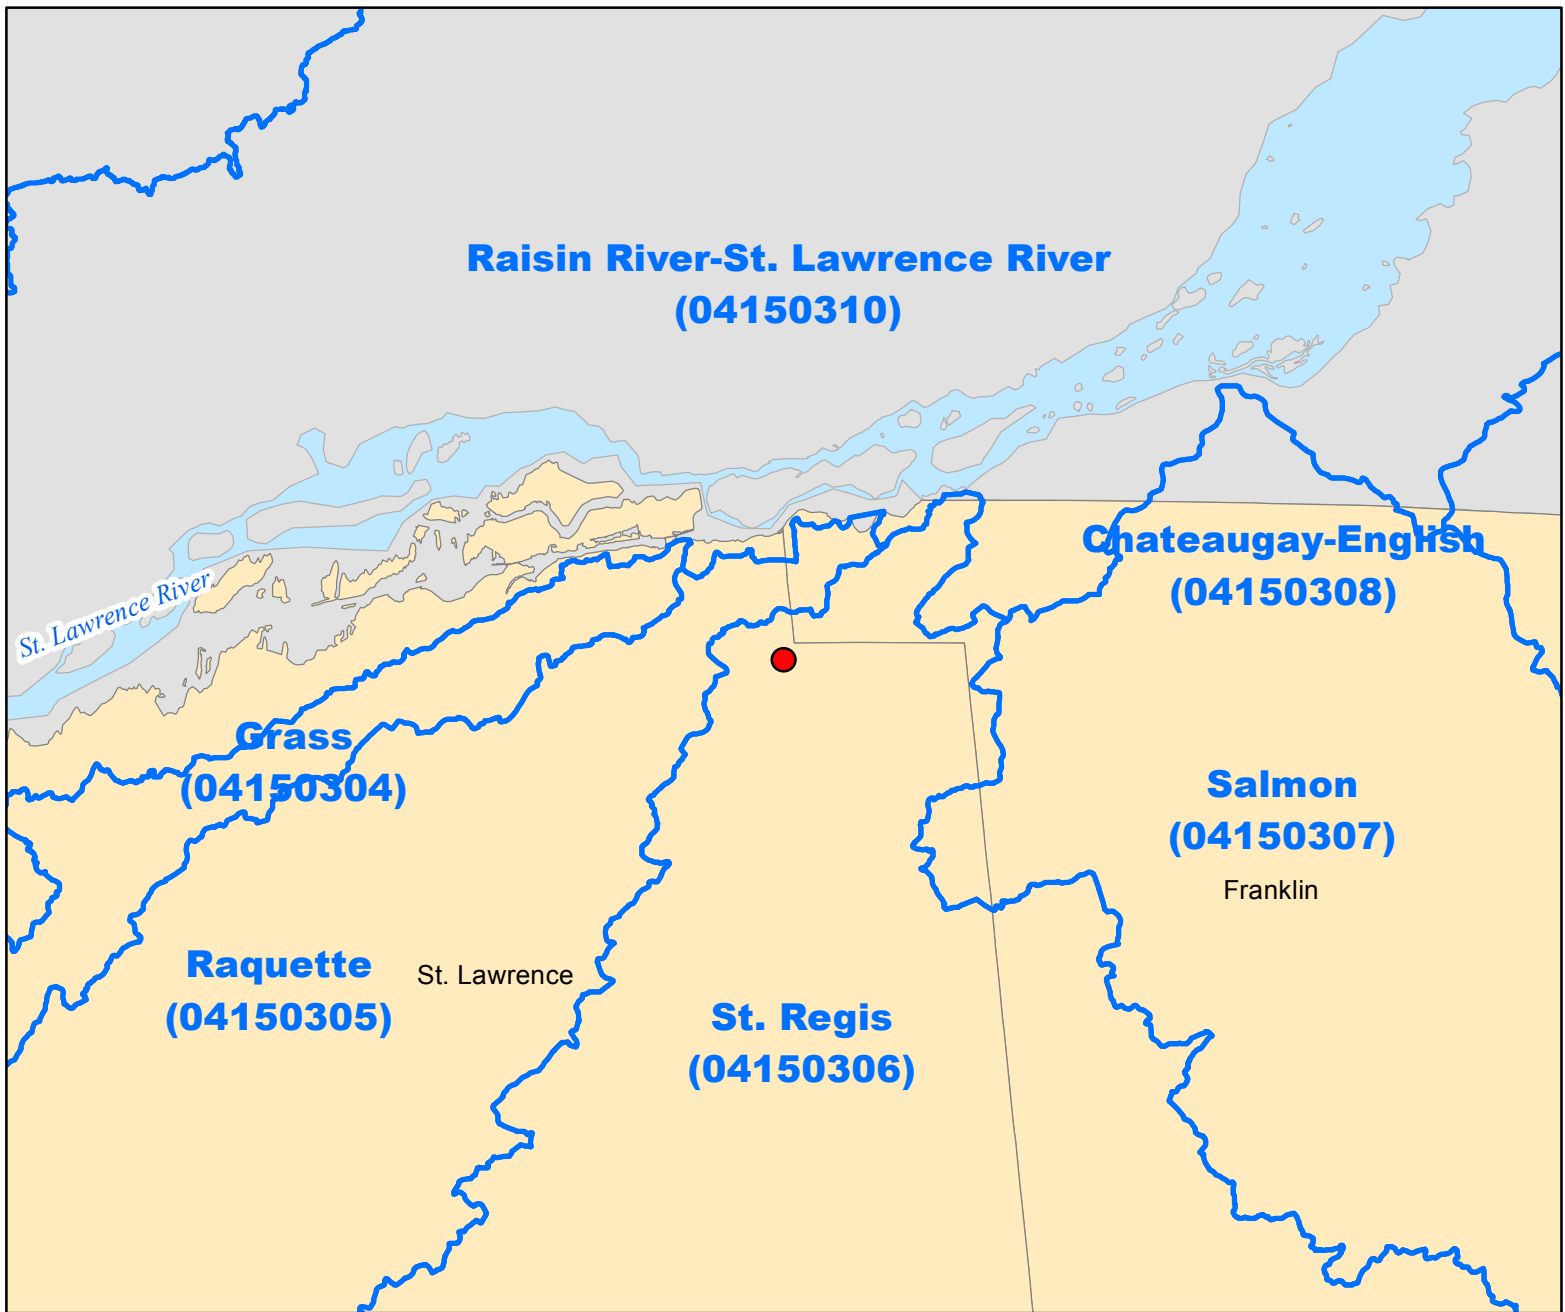 Raisin River-St. Lawrence River
(04150310)
Chateaugay-English
(04150308)
St. Lawrence River
Grass
(04150304)
Salmon
(04150307)
Franklin
Raquette
(04150305)
St. Lawrence
St. Regis
(04150306)